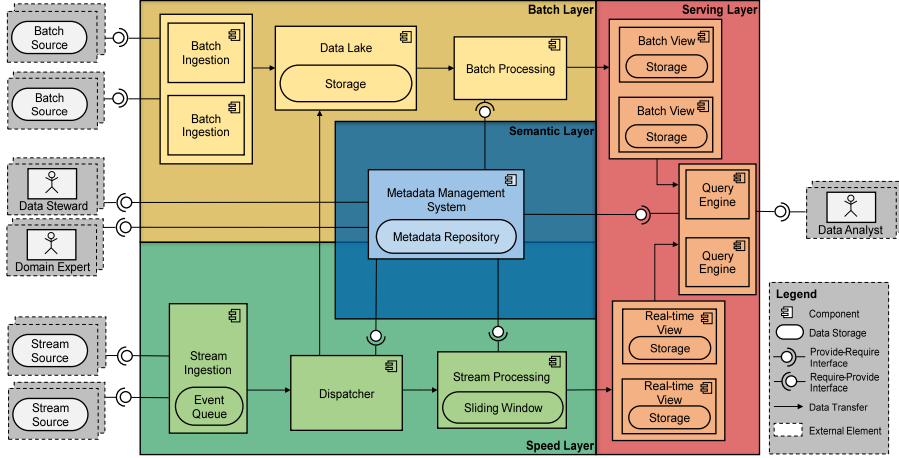 Batch Layer
Serving Layer
Batch
Source
Batch
Ingestion
Data Lake
Storage
Batch Processing
Batch View
Storage
Batch
Source
Batch
Ingestion
Batch View
Storage
Semantic Layer
Data Steward
Metadata Management
System
Metadata Repository
Query
Engine
Data Analyst
Domain Expert
Query
Engine
Stream
Source
Stream
Ingestion
Event
Queue
Dispatcher
Stream Processing
Sliding Window
Real-time
View
Storage
Stream
Source
Real-time
View
Storage
Speed Layer
Legend
Component
Data Storage
Provide-Require
Interface
Require-Provide
Interface
Data Transfer
External Element